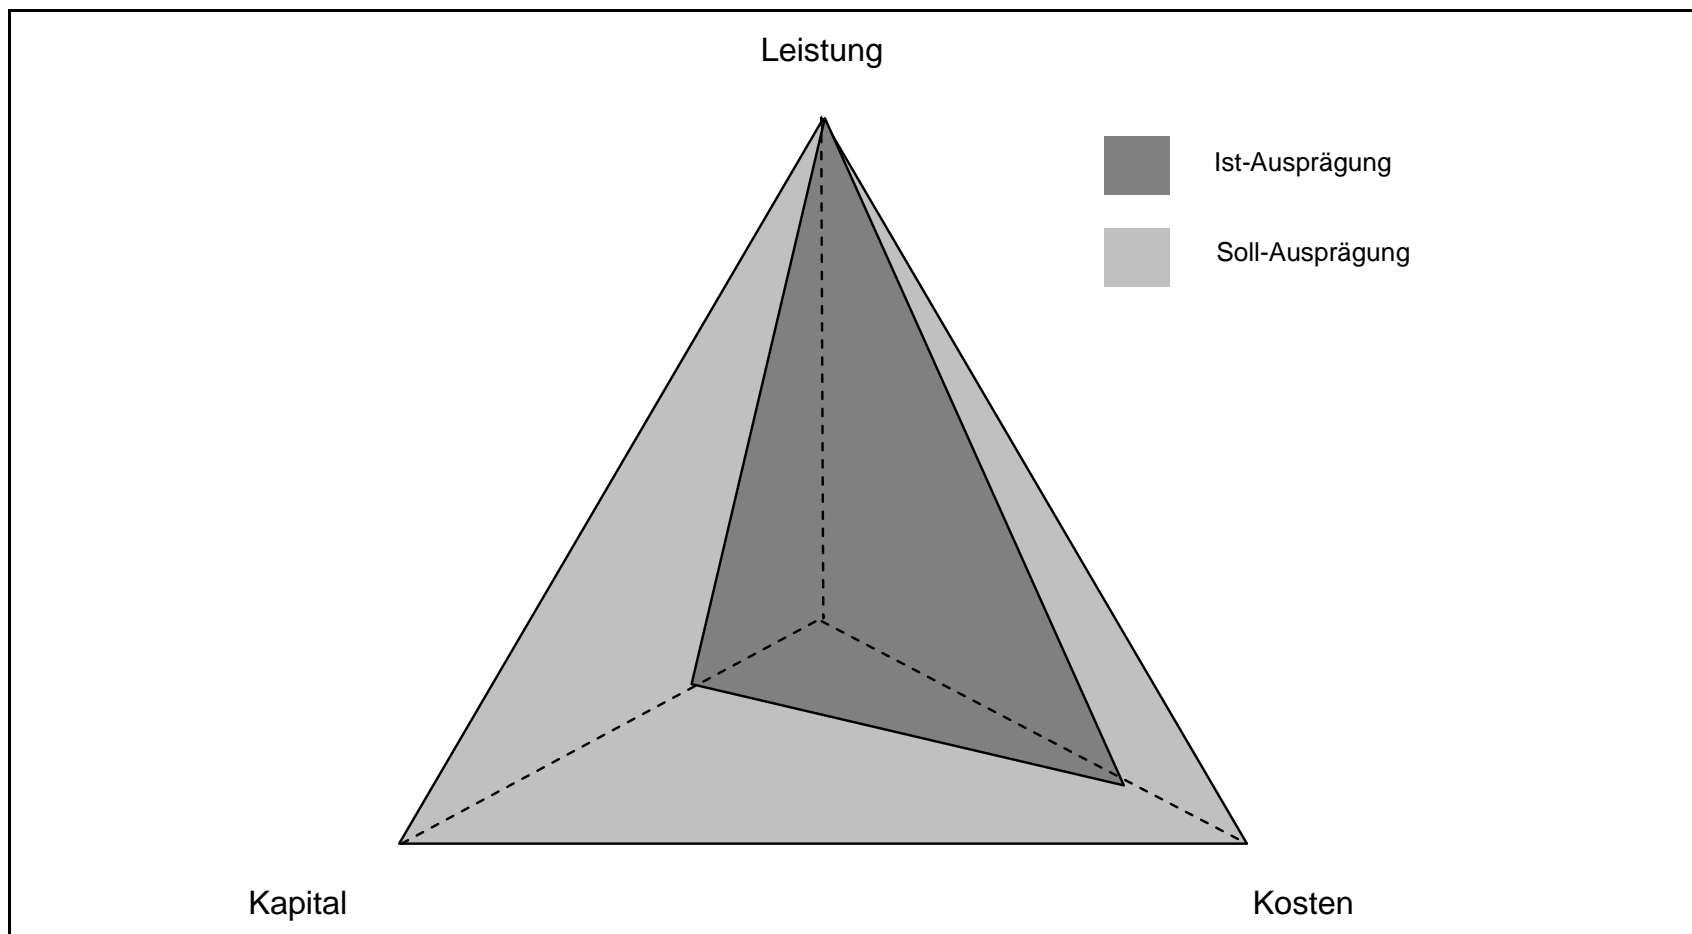 Leistung
Ist-Ausprägung
Soll-Ausprägung
Kapital
Kosten